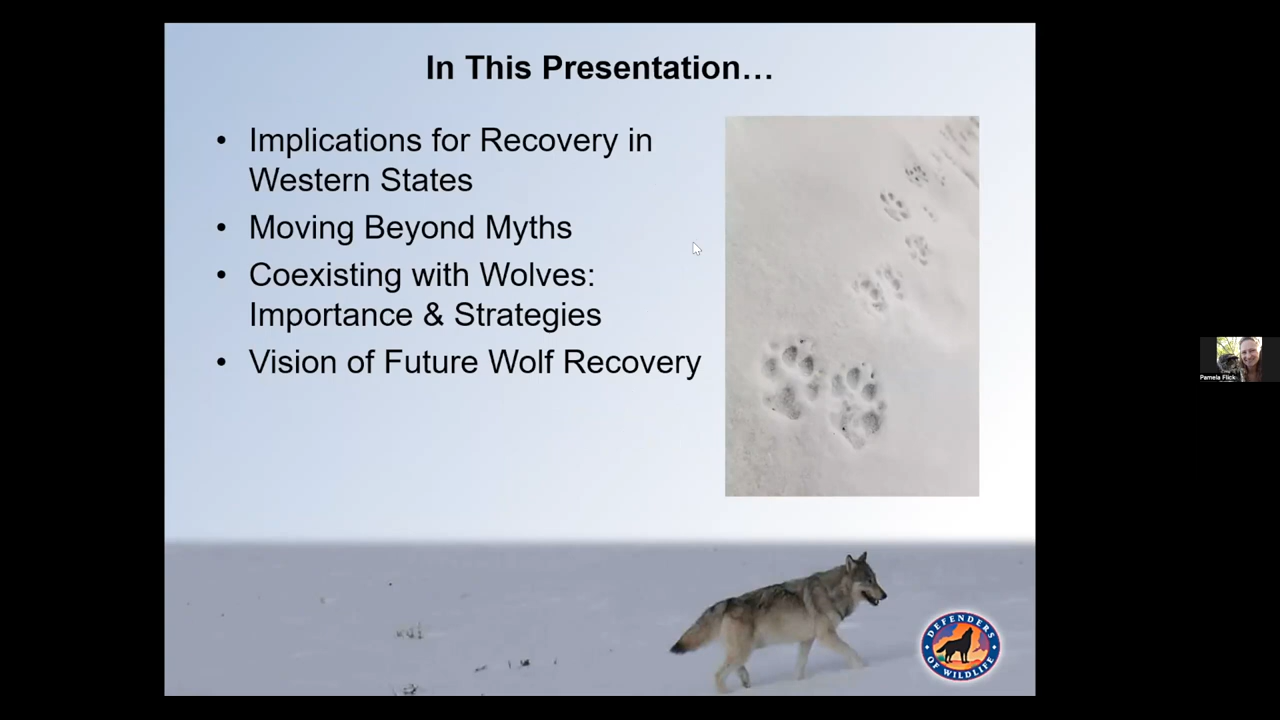 In This Presentation…
• Implications for Recovery in
Western States
• Moving Beyond Myths
• Coexisting with Wolves:
Importance & Strategies
• Vision of Future Wolf Recovery
Pamela Flick
DEFENDERS
OF WILDLIFE